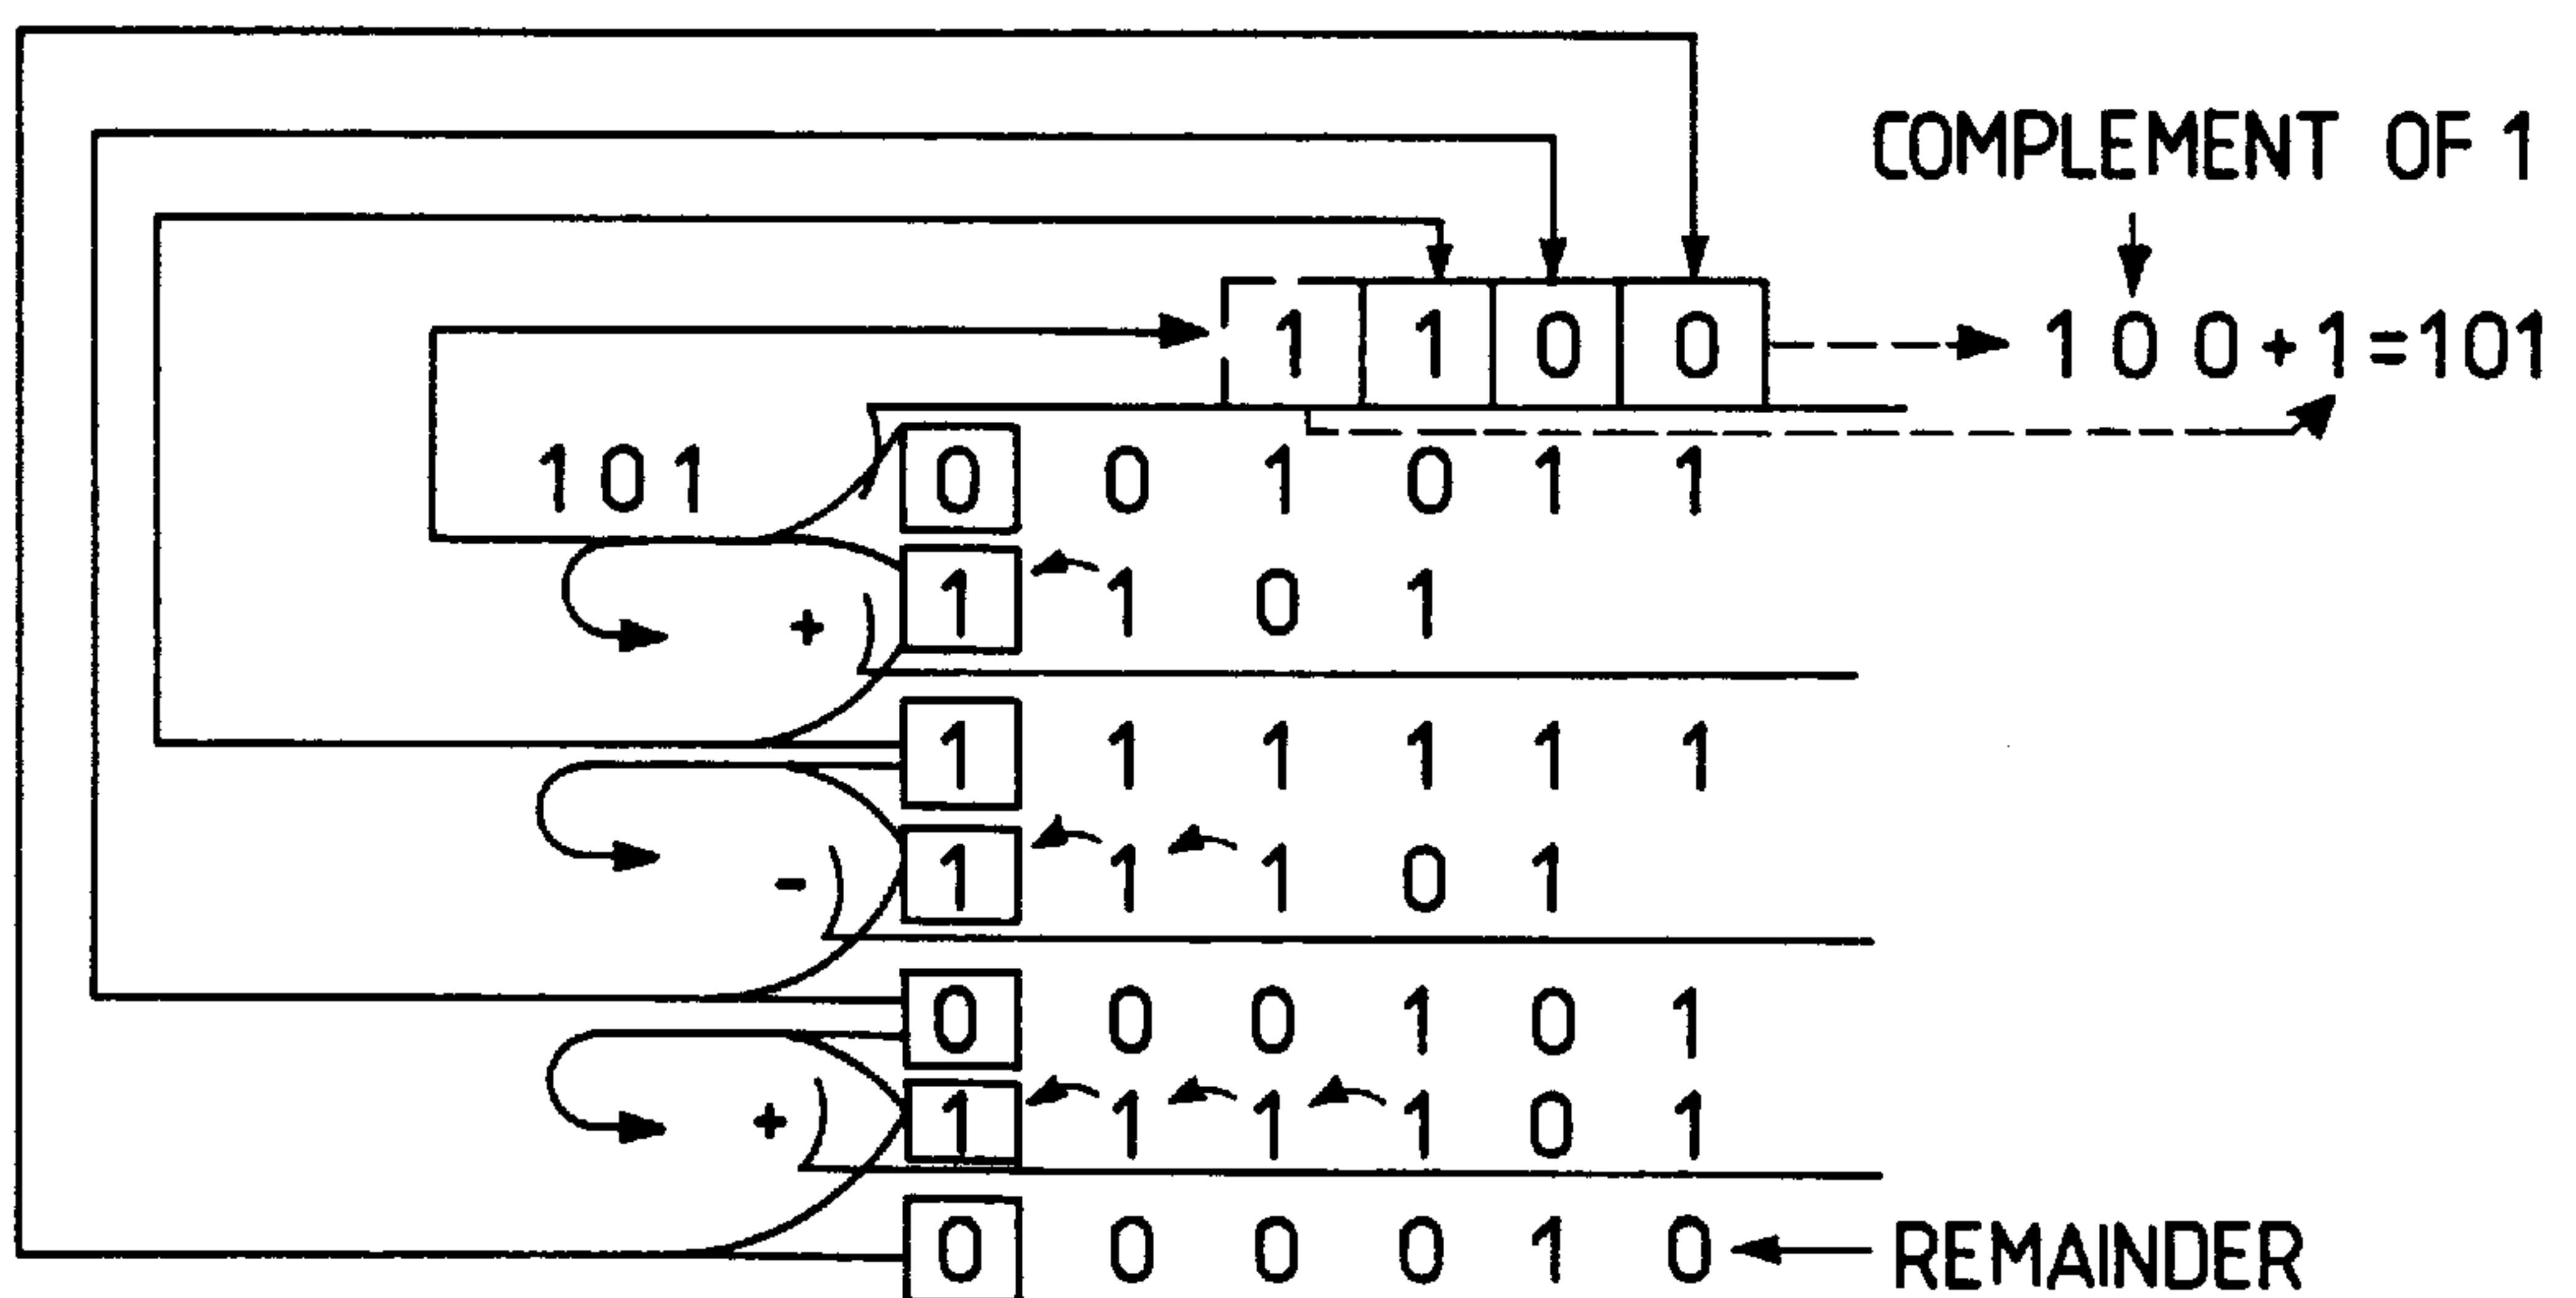 COMPLEMENT OF 1
1 1 0 0 1 0 0 + 1 = 101
101 0 0 1 0 1 1
+ 1 1 0 1
1 1 1 1 1 1
- 1 1 1 0 1
0 0 0 1 0 1
+ 1 1 1 1 0 1
0 0 0 0 1 0 REMAINDER